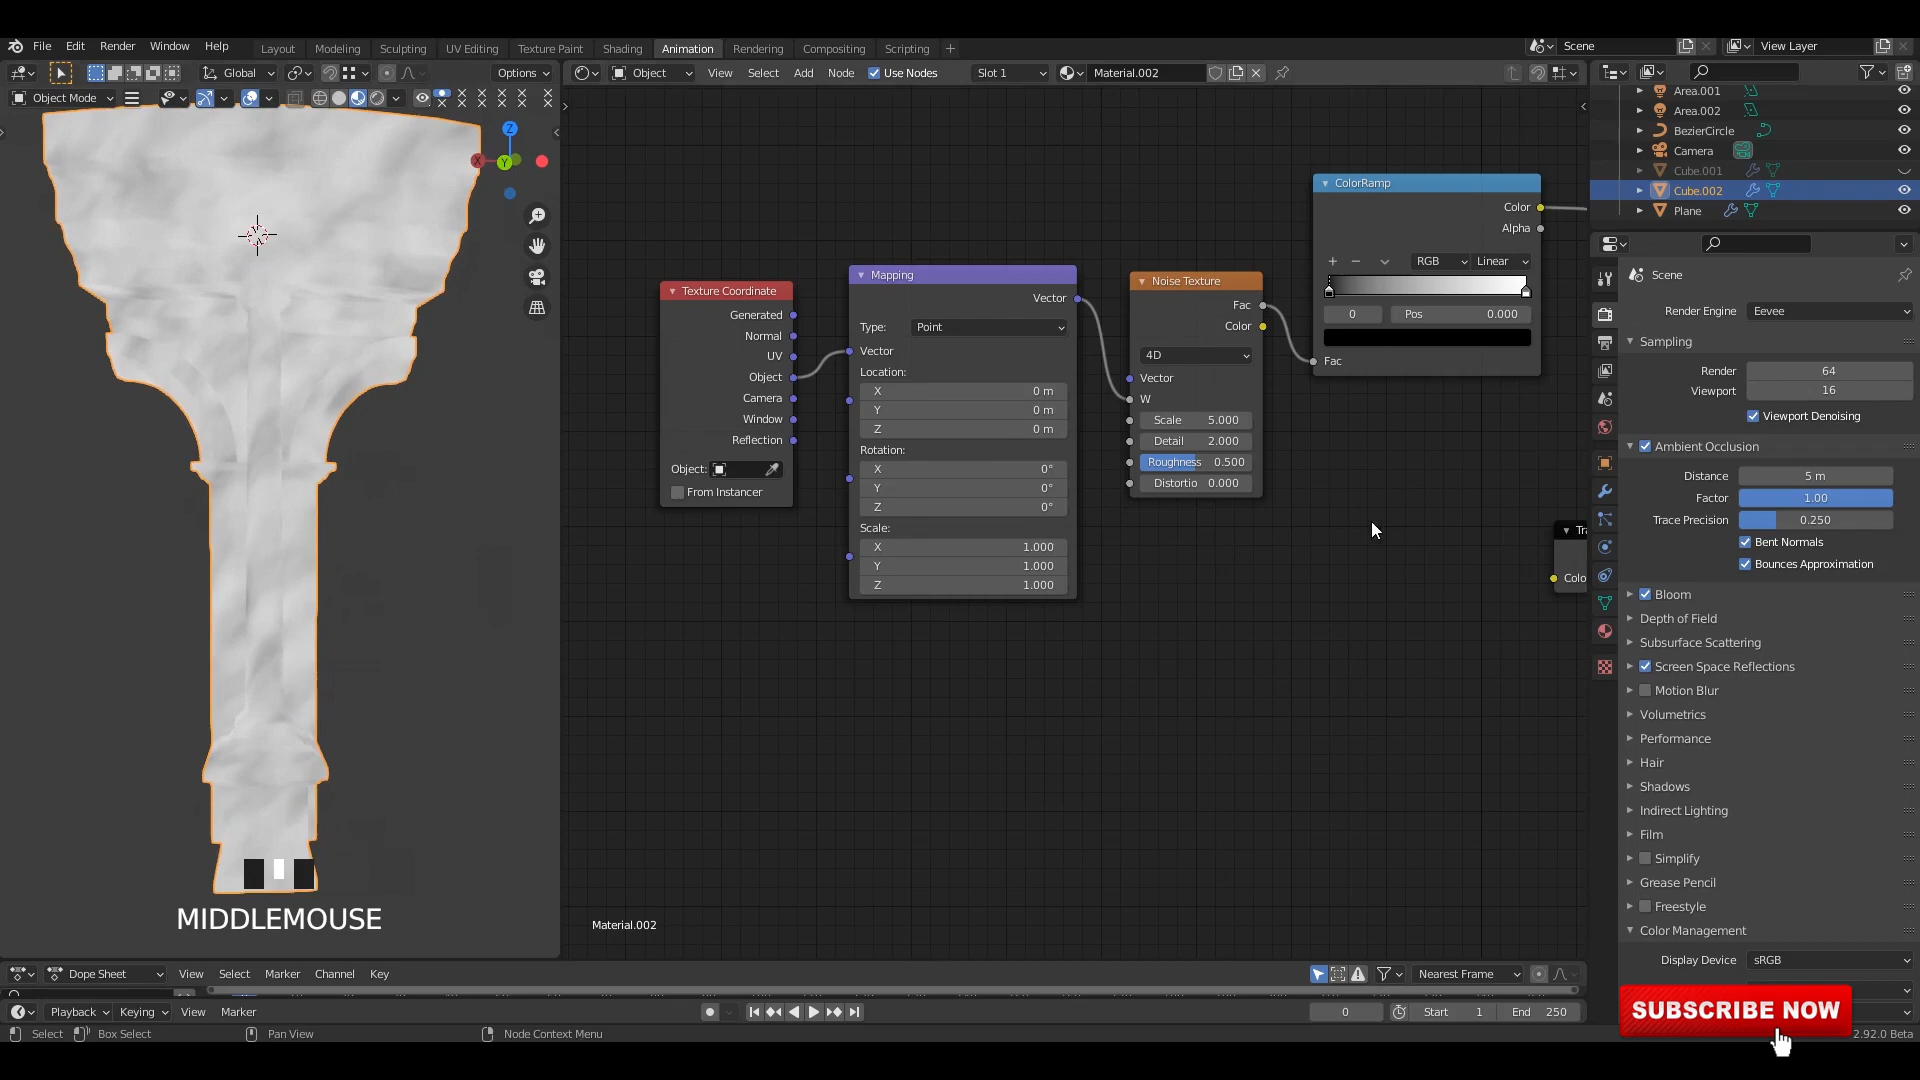 File Edit Render Window Help Layout Modeling Sculpting UV Editing Texture Paint Shading Animation Rendering Compositing Scripting Scene View Layer
Global Options Object View Select Add Node Use Nodes Slot 1 Material.002
Object Mode
Area.001
Area.002
BezierCircle
Camera
Cube.001
Cube.002
Plane
ColorRamp
Color
Alpha
RGB Linear
0 Pos 0.000
Fac
Texture Coordinate
Generated
Normal
UV
Object
Camera
Window
Reflection
Object:
From Instancer
Mapping
Vector
Type: Point
Vector
Location:
X 0 m
Y 0 m
Z 0 m
Rotation:
X 0°
Y 0°
Z 0°
Scale:
X 1.000
Y 1.000
Z 1.000
Noise Texture
Fac
Color
4D
Vector
W
Scale 5.000
Detail 2.000
Roughness 0.500
Distortio 0.000
Tra
Colo
Z
X
Y
Scene
Render Engine Eevee
Sampling
Render 64
Viewport 16
Viewport Denoising
Ambient Occlusion
Distance 5 m
Factor 1.00
Trace Precision 0.250
Bent Normals
Bounces Approximation
Bloom
Depth of Field
Subsurface Scattering
Screen Space Reflections
Motion Blur
Volumetrics
Performance
Hair
Shadows
Indirect Lighting
Film
Simplify
Grease Pencil
Freestyle
Color Management
Display Device sRGB
SUBSCRIBE NOW
MIDDLEMOUSE
Material.002
Dope Sheet View Select Marker Channel Key Nearest Frame
Playback Keying View Marker 0 Start 1 End 250
Select Box Select Pan View Node Context Menu 2.92.0 Beta